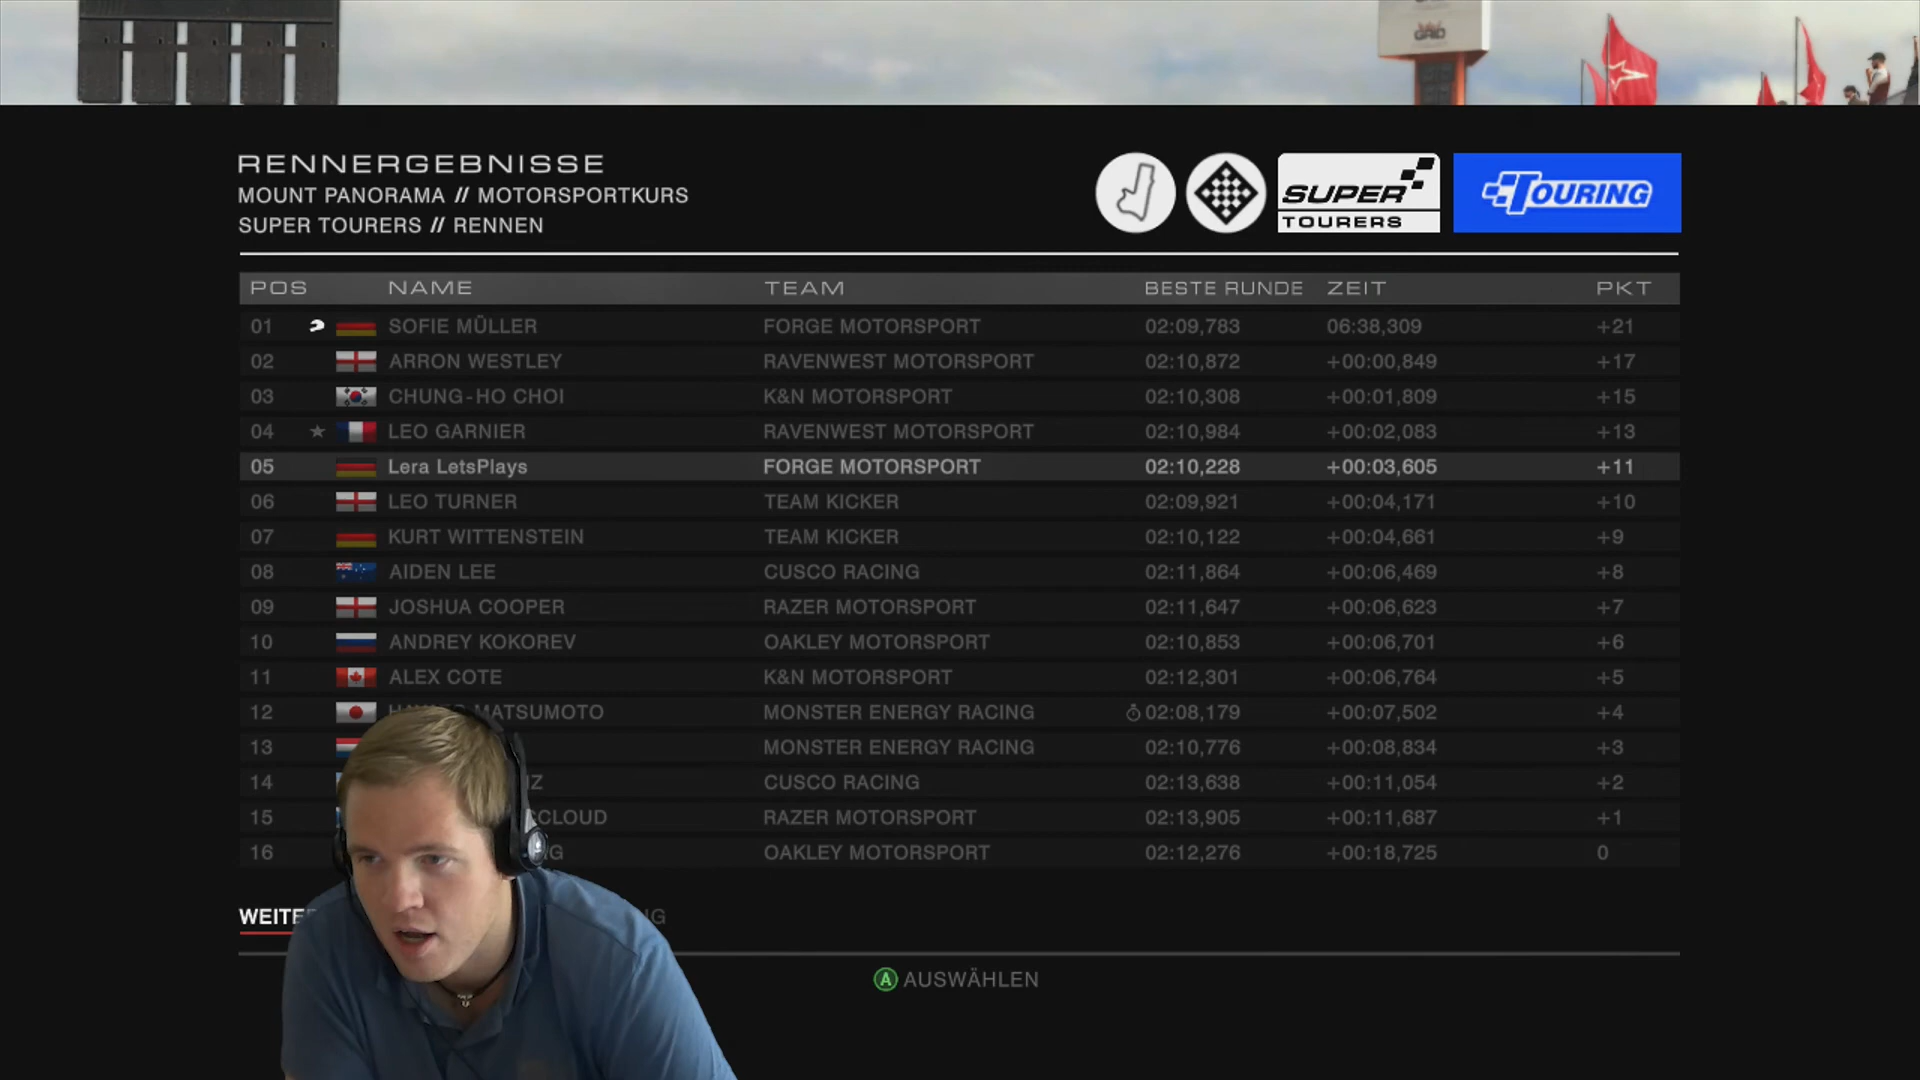 GRID
RENNERGEBNISSE
MOUNT PANORAMA // MOTORSPORTKURS
SUPER TOURERS // RENNEN
SUPER TOURERS
TOURING
POS NAME TEAM BESTE RUNDE ZEIT PKT
01 SOFIE MÜLLER FORGE MOTORSPORT 02:09,783 06:38,309 +21
02 ARRON WESTLEY RAVENWEST MOTORSPORT 02:10,872 +00:00,849 +17
03 CHUNG-HO CHOI K&N MOTORSPORT 02:10,308 +00:01,809 +15
04 LEO GARNIER RAVENWEST MOTORSPORT 02:10,984 +00:02,083 +13
05 Lera LetsPlays FORGE MOTORSPORT 02:10,228 +00:03,605 +11
06 LEO TURNER TEAM KICKER 02:09,921 +00:04,171 +10
07 KURT WITTENSTEIN TEAM KICKER 02:10,122 +00:04,661 +9
08 AIDEN LEE CUSCO RACING 02:11,864 +00:06,469 +8
09 JOSHUA COOPER RAZER MOTORSPORT 02:11,647 +00:06,623 +7
10 ANDREY KOKOREV OAKLEY MOTORSPORT 02:10,853 +00:06,701 +6
11 ALEX COTE K&N MOTORSPORT 02:12,301 +00:06,764 +5
12 MATSUMOTO MONSTER ENERGY RACING 02:08,179 +00:07,502 +4
13 MONSTER ENERGY RACING 02:10,776 +00:08,834 +3
14 CUSCO RACING 02:13,638 +00:11,054 +2
15 RAZER MOTORSPORT 02:13,905 +00:11,687 +1
16 OAKLEY MOTORSPORT 02:12,276 +00:18,725 0
A AUSWÄHLEN